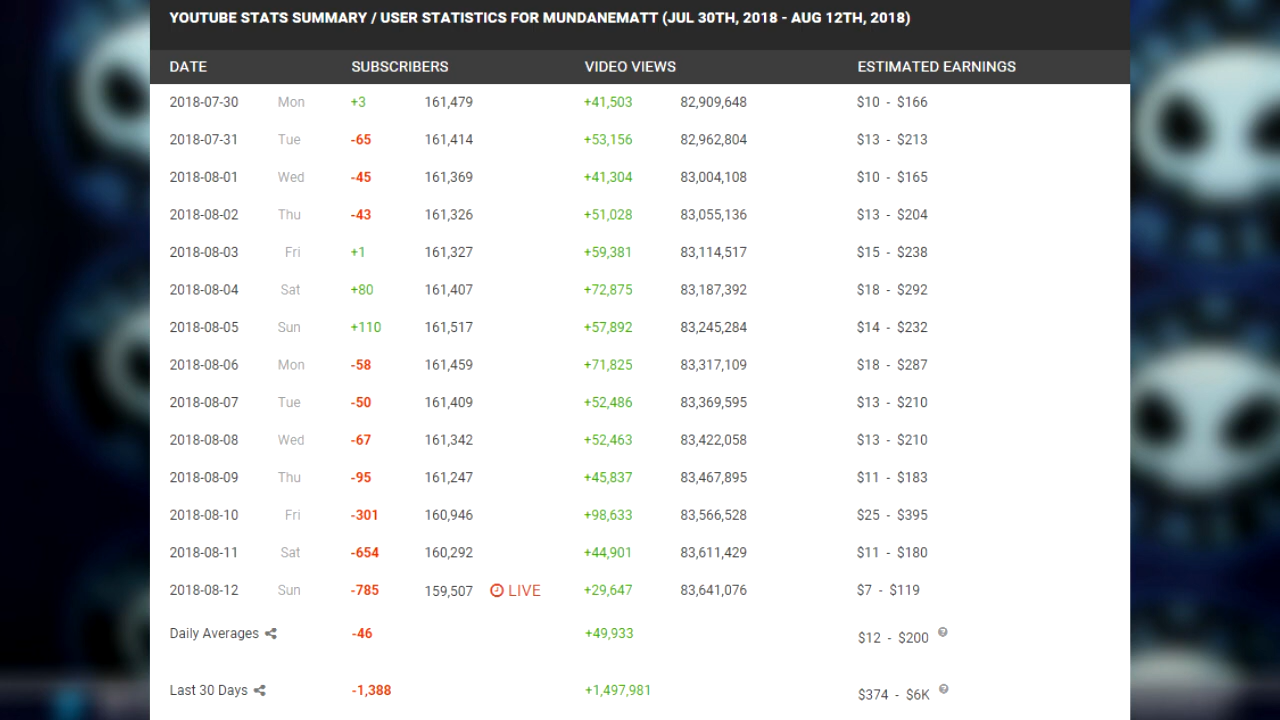 YOUTUBE STATS SUMMARY / USER STATISTICS FOR MUNDANEMATT (JUL 30TH, 2018 - AUG 12TH, 2018)
DATE SUBSCRIBERS VIDEO VIEWS ESTIMATED EARNINGS
2018-07-30 Mon +3 161,479 +41,503 82,909,648 $10 - $166
2018-07-31 Tue -65 161,414 +53,156 82,962,804 $13 - $213
2018-08-01 Wed -45 161,369 +41,304 83,004,108 $10 - $165
2018-08-02 Thu -43 161,326 +51,028 83,055,136 $13 - $204
2018-08-03 Fri +1 161,327 +59,381 83,114,517 $15 - $238
2018-08-04 Sat +80 161,407 +72,875 83,187,392 $18 - $292
2018-08-05 Sun +110 161,517 +57,892 83,245,284 $14 - $232
2018-08-06 Mon -58 161,459 +71,825 83,317,109 $18 - $287
2018-08-07 Tue -50 161,409 +52,486 83,369,595 $13 - $210
2018-08-08 Wed -67 161,342 +52,463 83,422,058 $13 - $210
2018-08-09 Thu -95 161,247 +45,837 83,467,895 $11 - $183
2018-08-10 Fri -301 160,946 +98,633 83,566,528 $25 - $395
2018-08-11 Sat -654 160,292 +44,901 83,611,429 $11 - $180
2018-08-12 Sun -785 159,507 LIVE +29,647 83,641,076 $7 - $119
Daily Averages -46 +49,933 $12 - $200 ?
Last 30 Days -1,388 +1,497,981 $374 - $6K ?